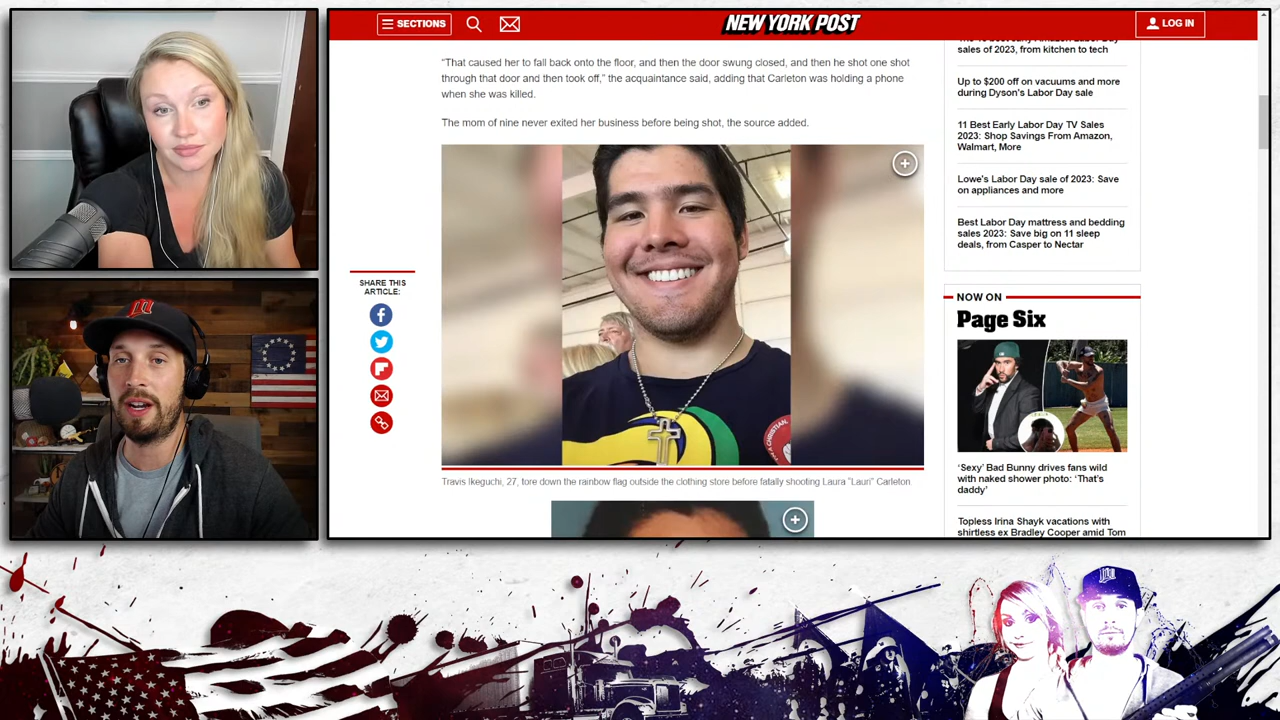 SECTIONS
NEW YORK POST
LOG IN
“That caused her to fall back onto the floor, and then the door swung closed, and then he shot one shot
through that door and then took off,” the acquaintance said, adding that Carleton was holding a phone
when she was killed.
The mom of nine never exited her business before being shot, the source added.
SHARE THIS
ARTICLE:
CHRISTIAN
Travis Ikeguchi, 27, tore down the rainbow flag outside the clothing store before fatally shooting Laura “Lauri” Carleton
sales of 2023, from kitchen to tech
Up to $200 off on vacuums and more
during Dyson's Labor Day sale
11 Best Early Labor Day TV Sales
2023: Shop Savings From Amazon,
Walmart, More
Lowe's Labor Day sale of 2023: Save
on appliances and more
Best Labor Day mattress and bedding
sales 2023: Save big on 11 sleep
deals, from Casper to Nectar
NOW ON
Page Six
‘Sexy’ Bad Bunny drives fans wild
with naked shower photo: ‘That's
daddy’
Topless Irina Shayk vacations with
shirtless ex Bradley Cooper amid Tom